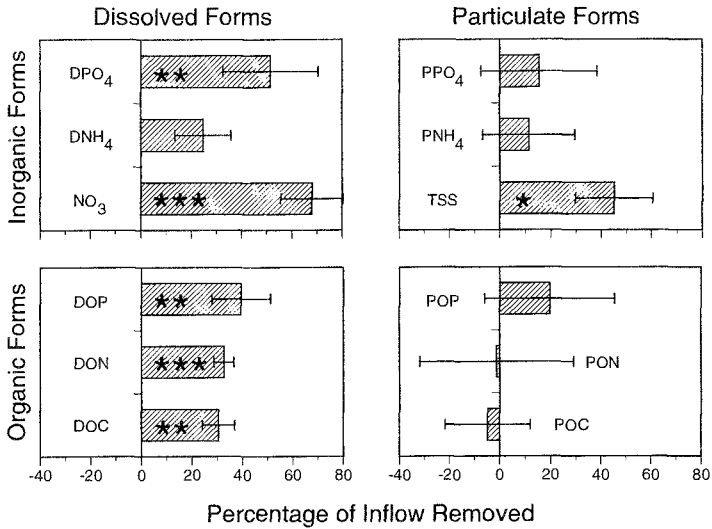 Dissolved Forms
Particulate Forms
Inorganic Forms
DPO4
★★
DNH4
NO3
★★★
PPO4
PNH4
TSS
★
Organic Forms
DOP
★★
DON
★★★
DOC
★★
POP
PON
POC
-40 -20 0 20 40 60 80
-40 -20 0 20 40 60 80
Percentage of Inflow Removed